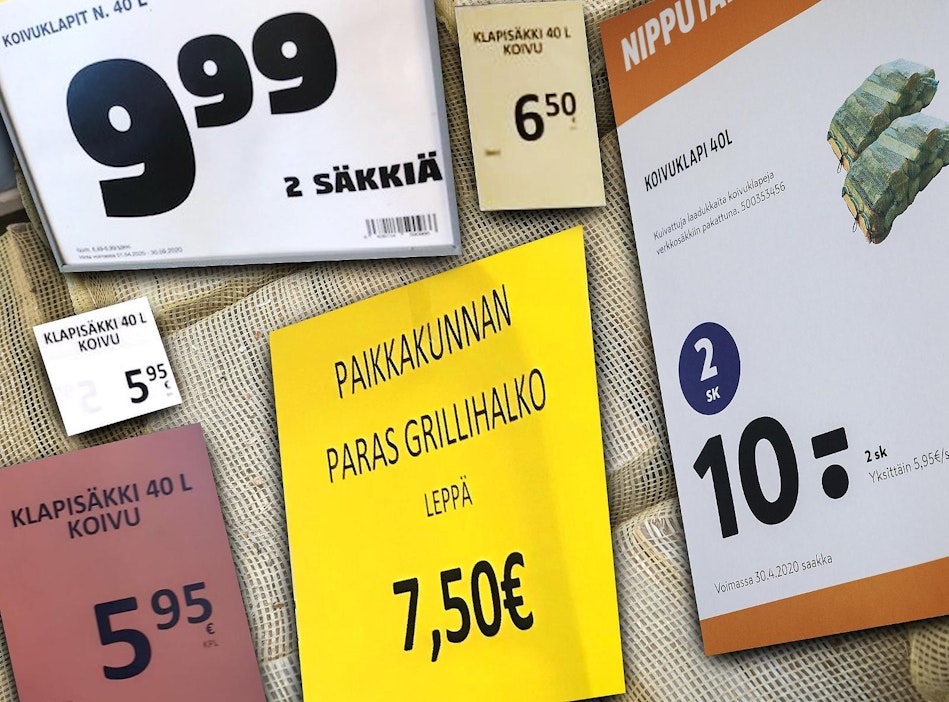 KOIVUKLAPIT N. 40 L
9 99
2 SÄKKIÄ
KLAPISÄKKI 40 L
KOIVU
6 50
€
NIPPUTA
KOIVUKLAPI 40L
Kuivattuja laadukkaita koivuklapeja
verkkosäkkiin pakattuna. 500353456
2
SK
10.-
2 sk
Yksittäin 5,95€/s
Voimassa 30.4.2020 saakka
KLAPISÄKKI 40 L
KOIVU
5 95
€
PAIKKAKUNNAN
PARAS GRILLIHALKO
LEPPÄ
7,50€
KLAPISÄKKI 40 L
KOIVU
5 95
€
KPL